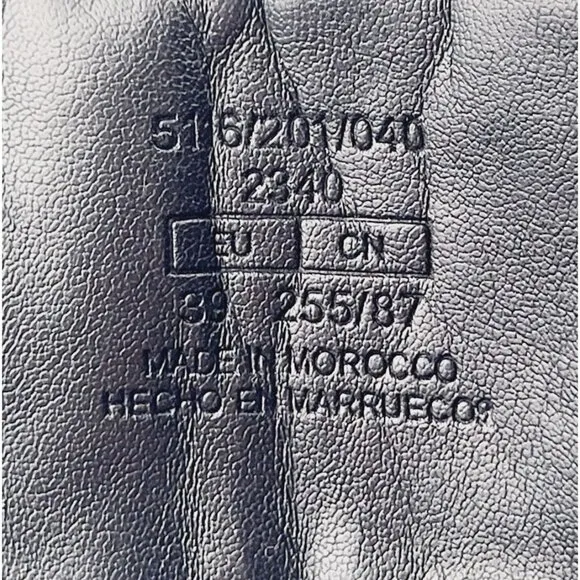 5116/201/040
2340
EU CN
39 255/87
MADE IN MOROCCO
HECHO EN MARRUECOS